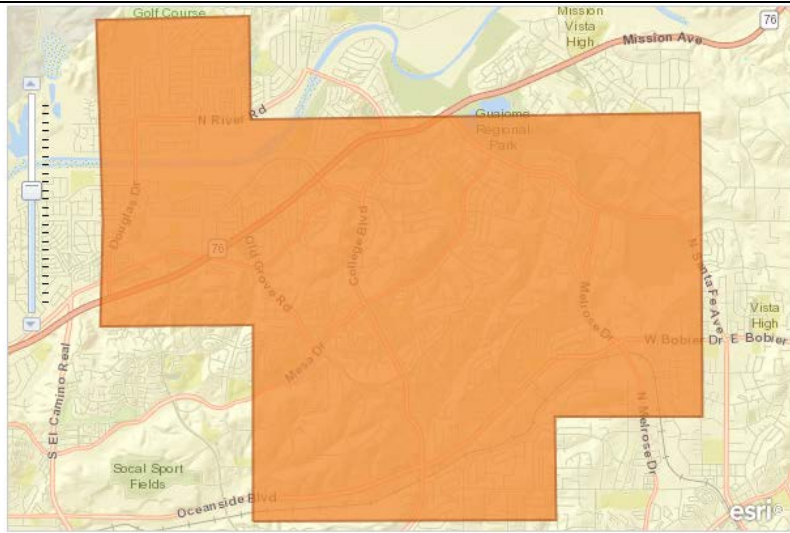 Golf Course
Mission
Vista
High
76
Mission Ave
N River Rd
Guajome
Regional
Park
Douglas Dr
76
Old Grove Rd
College Blvd
N Santa Fe Ave
Melrose Dr
Vista
High
W Bobier Dr
E Bobier
Mesa Dr
S El Camino Real
N Melrose Dr
Socal Sport
Fields
Oceanside Blvd
esri